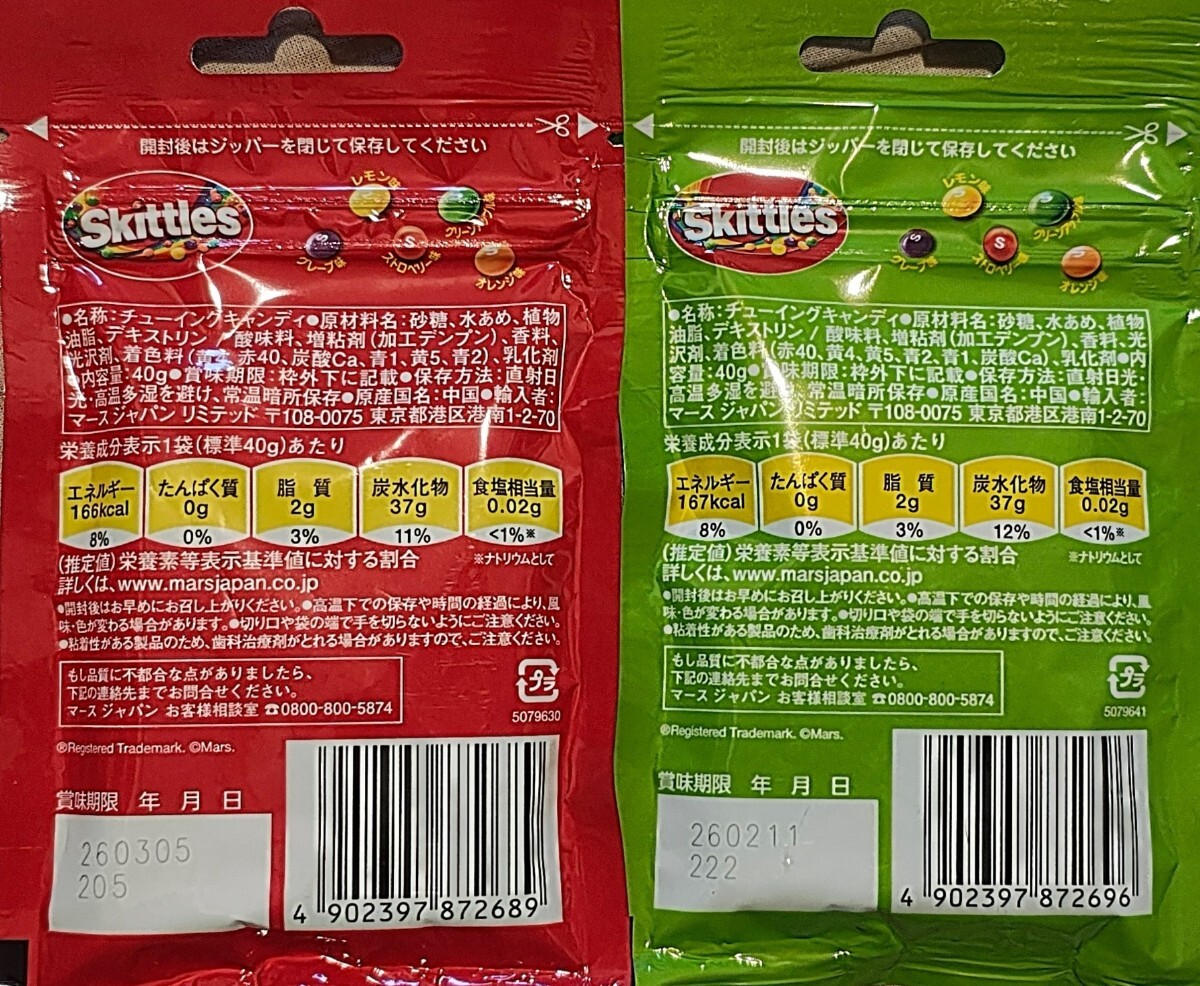 開封後はジッパーを閉じて保存してください
Skittles
レモン味
グレープ味
ストロベリー味
オレンジ味
●名称:チューイングキャンディ●原材料名:砂糖、水あめ、植物
油脂、デキストリン/酸味料、増粘剤(加工デンプン)、香料、
光沢剤、着色料(黄4、赤40、炭酸Ca、青1、黄5、青2)、乳化剤
●内容量:40g●賞味期限:枠外下に記載●保存方法:直射日
光・高温多湿を避け、常温暗所保存●原産国名:中国●輸入者:
マース ジャパン リミテッド 〒108-0075 東京都港区港南1-2-70
栄養成分表示1袋(標準40g)あたり
エネルギー たんぱく質 脂質 炭水化物 食塩相当量
166kcal 0g 2g 37g 0.02g
8% 0% 3% 11% <1%※
(推定値)栄養素等表示基準値に対する割合 ※ナトリウムとして
詳しくは、www.marsjapan.co.jp
●開封後はお早めにお召し上がりください。●高温下での保存や時間の経過により、風
味・色が変わる場合があります。●切り口や袋の端で手を切らないようにご注意ください。
●粘着性がある製品のため、歯科治療剤がとれる場合がありますので、ご注意ください。
もし品質に不都合な点がありましたら、
下記の連絡先までお問合せください。
マース ジャパン お客様相談室 ☎0800-800-5874
プラ
5079630
®Registered Trademark. ©Mars.
賞味期限 年 月 日
260305
205
4 902397 872689
開封後はジッパーを閉じて保存してください
Skittles
レモン味
グレープ味
ストロベリー味
オレンジ味
●名称:チューイングキャンディ●原材料名:砂糖、水あめ、植物
油脂、デキストリン/酸味料、増粘剤(加工デンプン)、香料、光
沢剤、着色料(赤40、黄4、黄5、青2、青1、炭酸Ca)、乳化剤●内
容量:40g●賞味期限:枠外下に記載●保存方法:直射日光・
高温多湿を避け、常温暗所保存●原産国名:中国●輸入者:
マース ジャパン リミテッド 〒108-0075 東京都港区港南1-2-70
栄養成分表示1袋(標準40g)あたり
エネルギー たんぱく質 脂質 炭水化物 食塩相当量
167kcal 0g 2g 37g 0.02g
8% 0% 3% 12% <1%※
(推定値)栄養素等表示基準値に対する割合 ※ナトリウムとして
詳しくは、www.marsjapan.co.jp
●開封後はお早めにお召し上がりください。●高温下での保存や時間の経過により、風
味・色が変わる場合があります。●切り口や袋の端で手を切らないようにご注意ください。
●粘着性がある製品のため、歯科治療剤がとれる場合がありますので、ご注意ください。
もし品質に不都合な点がありましたら、
下記の連絡先までお問合せください。
マース ジャパン お客様相談室 ☎0800-800-5874
プラ
5079641
®Registered Trademark. ©Mars.
賞味期限 年 月 日
260211
222
4 902397 872696